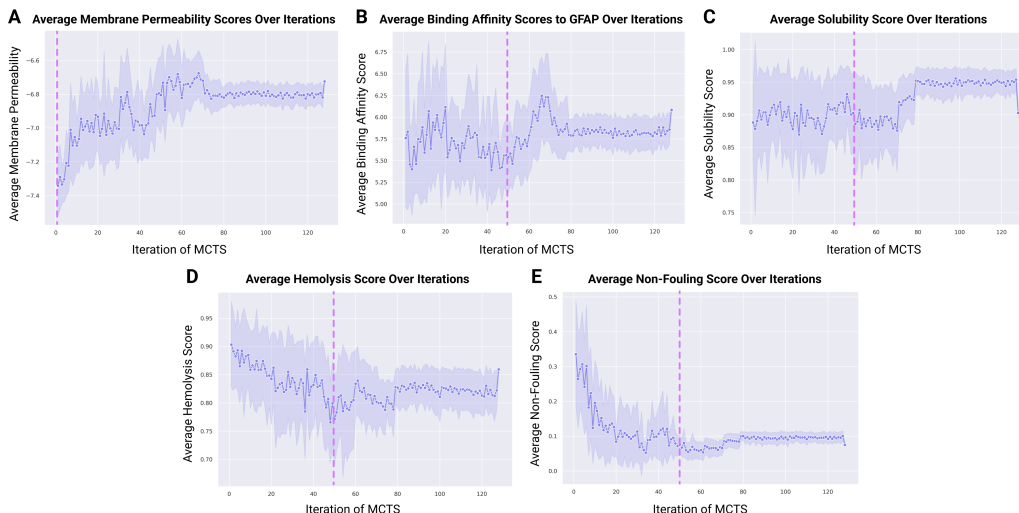 A Average Membrane Permeability Scores Over Iterations
Average Membrane Permeability
−6.6
−6.8
−7.0
−7.2
−7.4
0 20 40 60 80 100 120
Iteration of MCTS
B Average Binding Affinity Scores to GFAP Over Iterations
Average Binding Affinity Score
6.75
6.50
6.25
6.00
5.75
5.50
5.25
5.00
0 20 40 60 80 100 120
Iteration of MCTS
C Average Solubility Score Over Iterations
Average Solubility Score
1.00
0.95
0.90
0.85
0.80
0.75
0 20 40 60 80 100 120
Iteration of MCTS
D Average Hemolysis Score Over Iterations
Average Hemolysis Score
0.95
0.90
0.85
0.80
0.75
0.70
0 20 40 60 80 100 120
Iteration of MCTS
E Average Non-Fouling Score Over Iterations
Average Non-Fouling Score
0.5
0.4
0.3
0.2
0.1
0.0
0 20 40 60 80 100 120
Iteration of MCTS